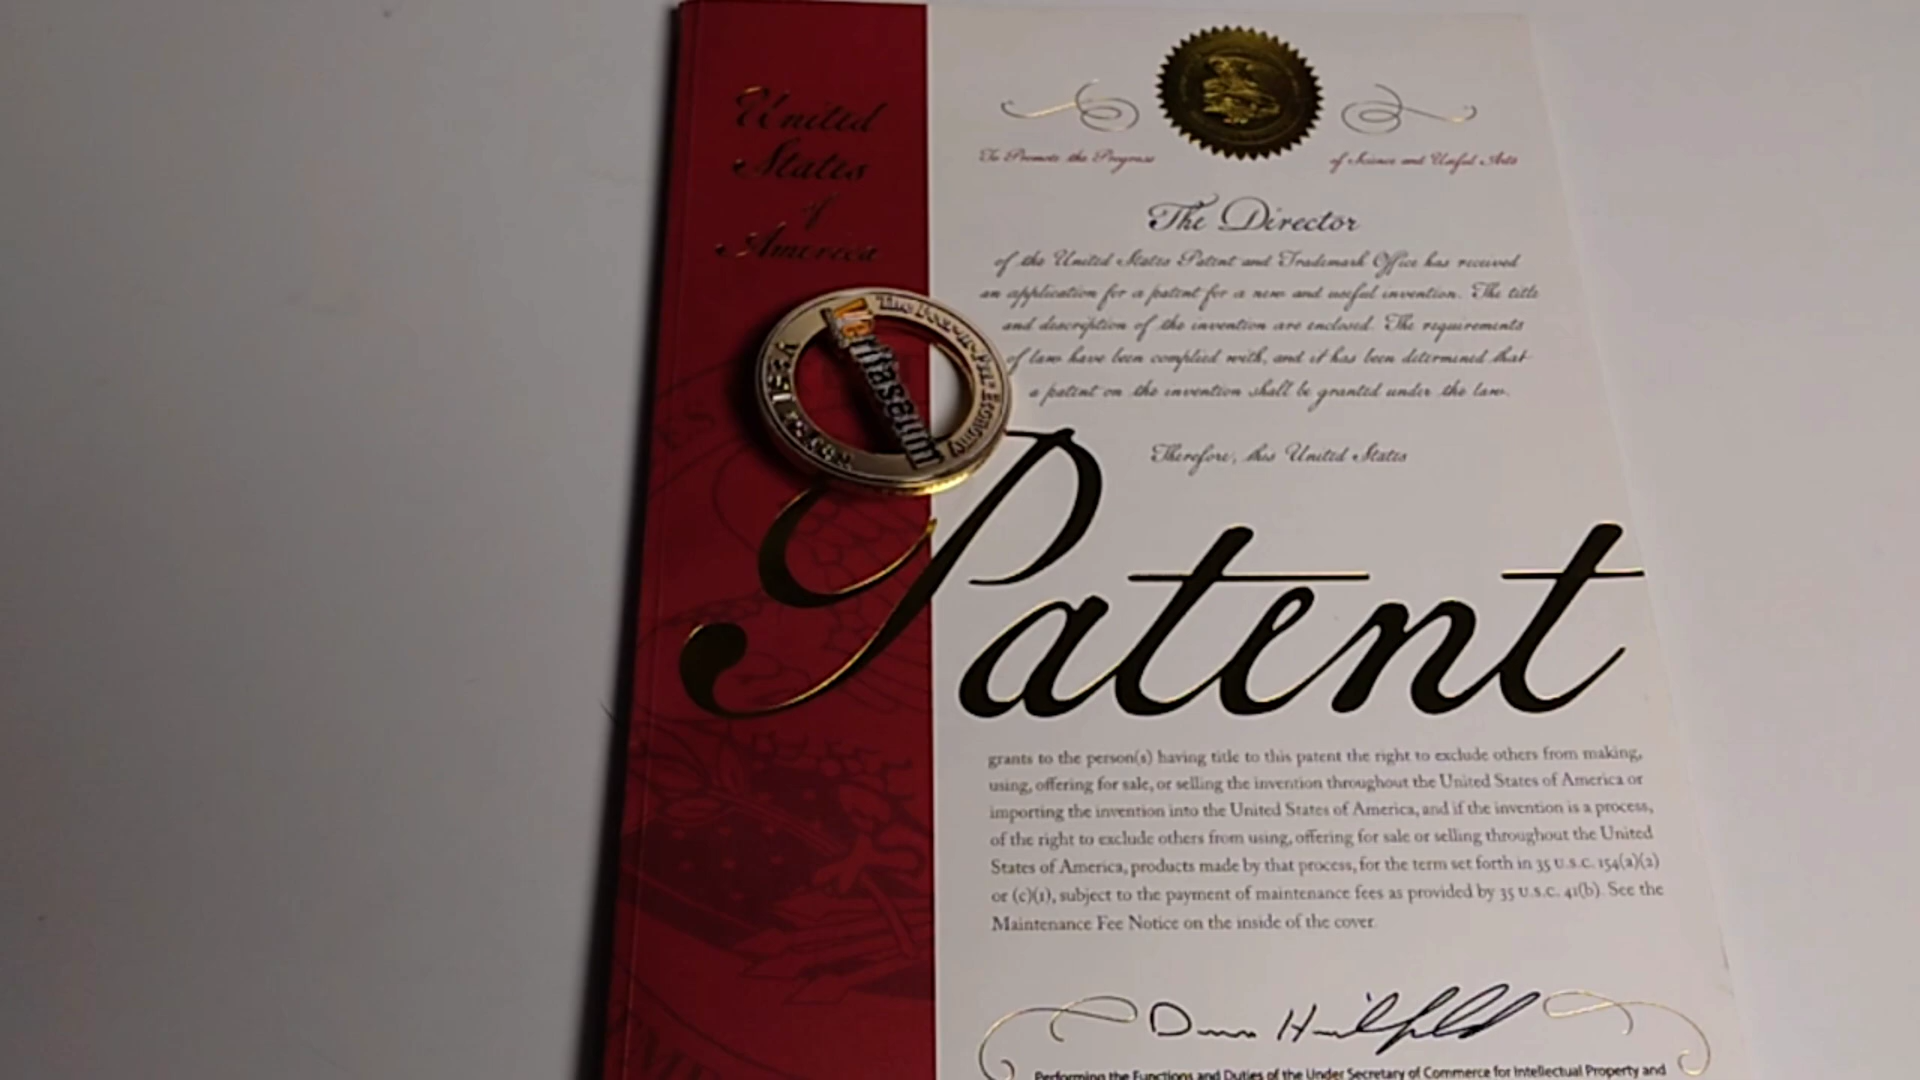 United
States
of
America
To Promote the Progress
of Science and Useful Arts
The Director
of the United States Patent and Trademark Office has received
an application for a patent for a new and useful invention. The title
and description of the invention are enclosed. The requirements
of law have been complied with, and it has been determined that
a patent on the invention shall be granted under the law.
Therefore, this United States
Veritaseum
The Peer-to-Peer Economy
Patent
grants to the person(s) having title to this patent the right to exclude others from making,
using, offering for sale, or selling the invention throughout the United States of America or
importing the invention into the United States of America, and if the invention is a process,
of the right to exclude others from using, offering for sale or selling throughout the United
States of America, products made by that process, for the term set forth in 35 U.S.C. 154(a)(2)
or (c)(1), subject to the payment of maintenance fees as provided by 35 U.S.C. 41(b). See the
Maintenance Fee Notice on the inside of the cover.
Performing the Functions and Duties of the Under Secretary of Commerce for Intellectual Property and